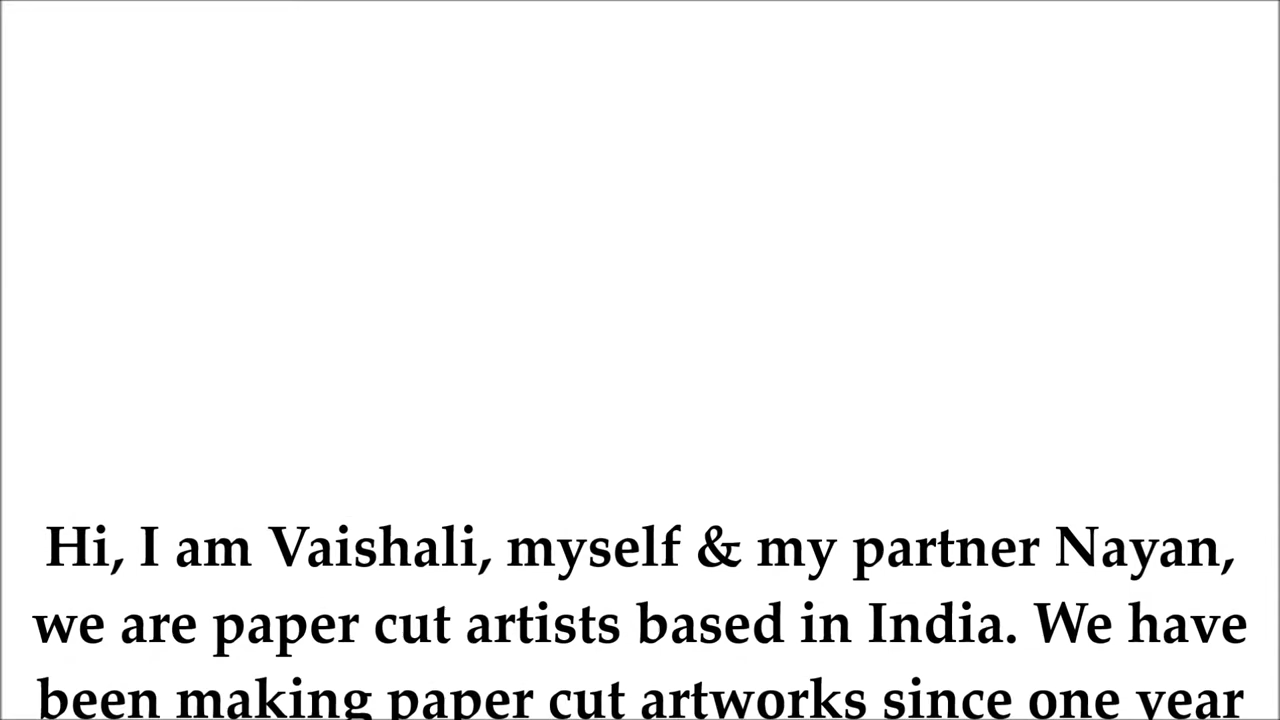 Hi, I am Vaishali, myself & my partner Nayan,
we are paper cut artists based in India. We have
been making paper cut artworks since one year